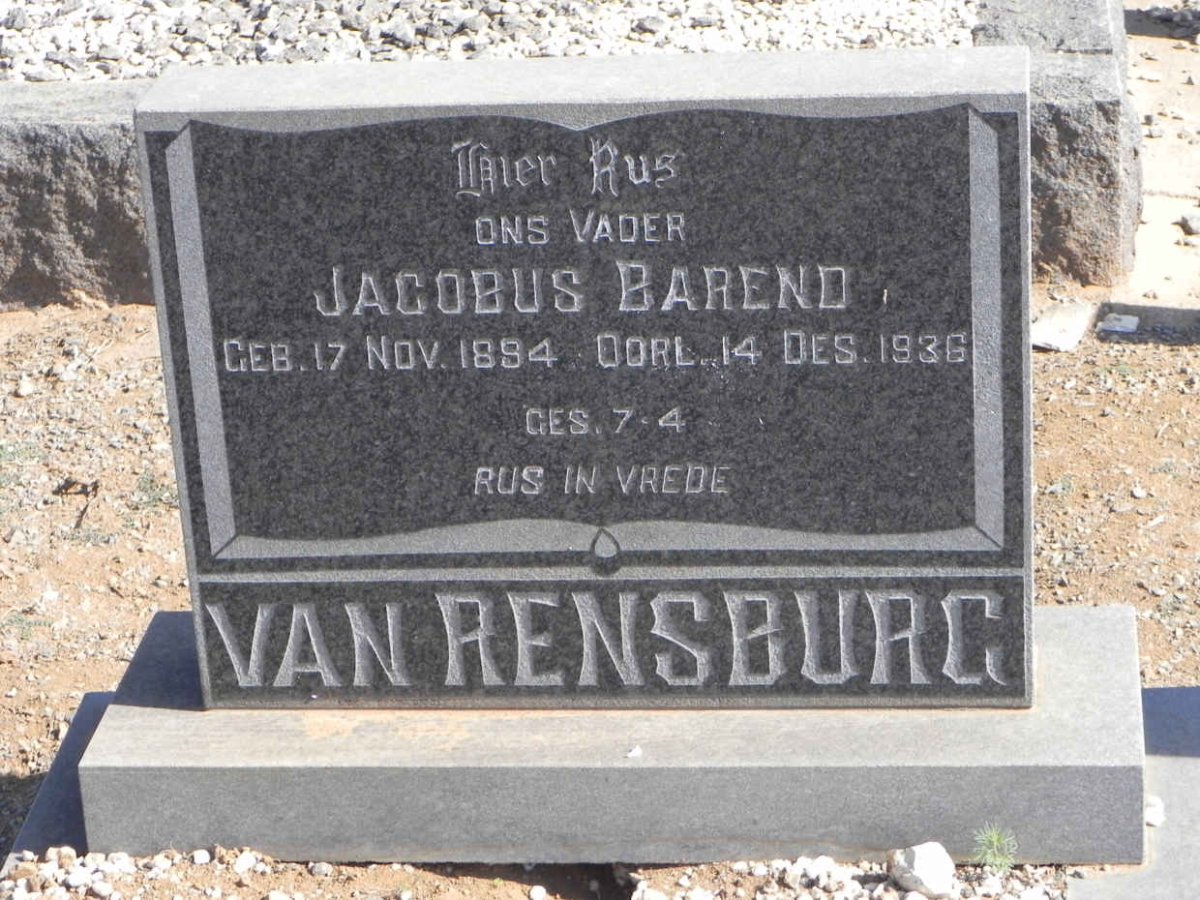 Hier Rus
ONS VADER
JACOBUS BAREND
GEB. 17 NOV. 1894 OORL. 14 DES. 1936
GES. 7-4
RUS IN VREDE
VAN RENSBURG